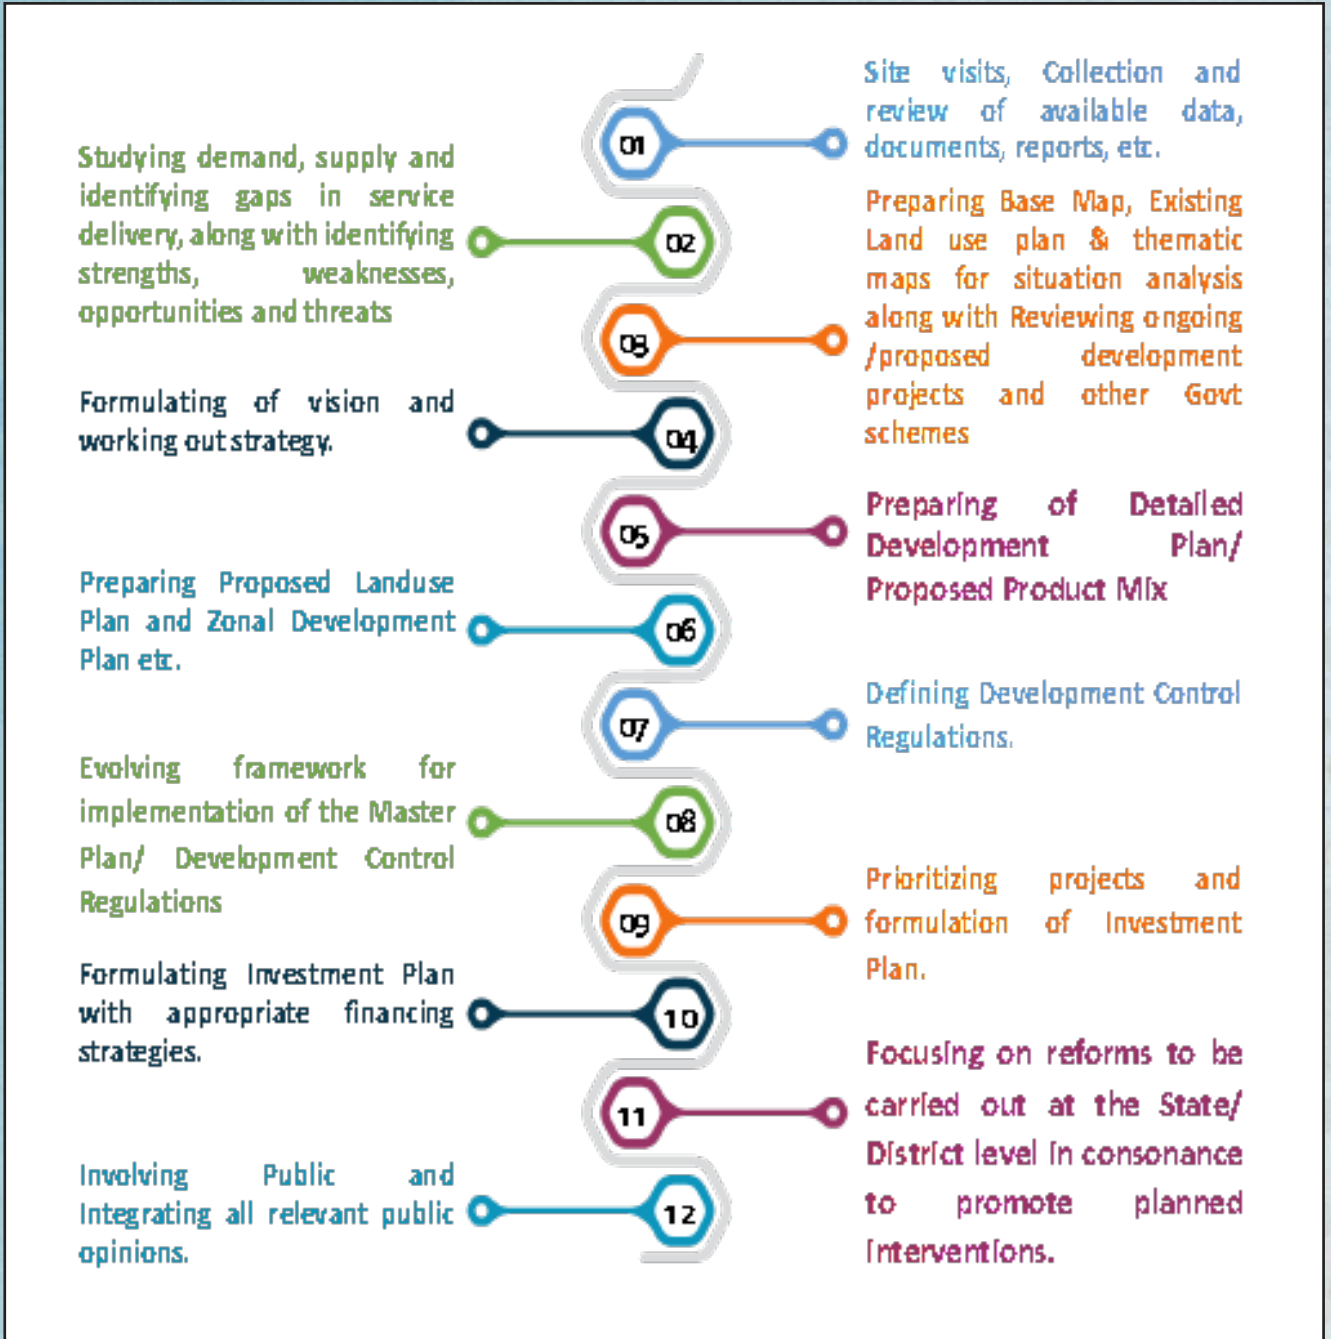 01
Site visits, Collection and
review of available data,
documents, reports, etc.
02
Studying demand, supply and
identifying gaps in service
delivery, along with identifying
strengths, weaknesses,
opportunities and threats
03
Preparing Base Map, Existing
Land use plan & thematic
maps for situation analysis
along with Reviewing ongoing
/proposed development
projects and other Govt
schemes
04
Formulating of vision and
working out strategy.
05
Preparing of Detailed
Development Plan/
Proposed Product Mix
06
Preparing Proposed Landuse
Plan and Zonal Development
Plan etc.
07
Defining Development Control
Regulations.
08
Evolving framework for
implementation of the Master
Plan/ Development Control
Regulations
09
Prioritizing projects and
formulation of Investment
Plan.
10
Formulating Investment Plan
with appropriate financing
strategies.
11
Focusing on reforms to be
carried out at the State/
District level in consonance
to promote planned
interventions.
12
Involving Public and
Integrating all relevant public
opinions.